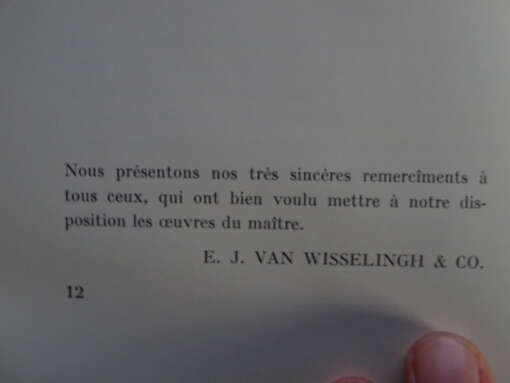 Nous présentons nos très sincères remercîments à
tous ceux, qui ont bien voulu mettre à notre dis-
position les œuvres du maître.
E. J. VAN WISSELINGH & CO.
12